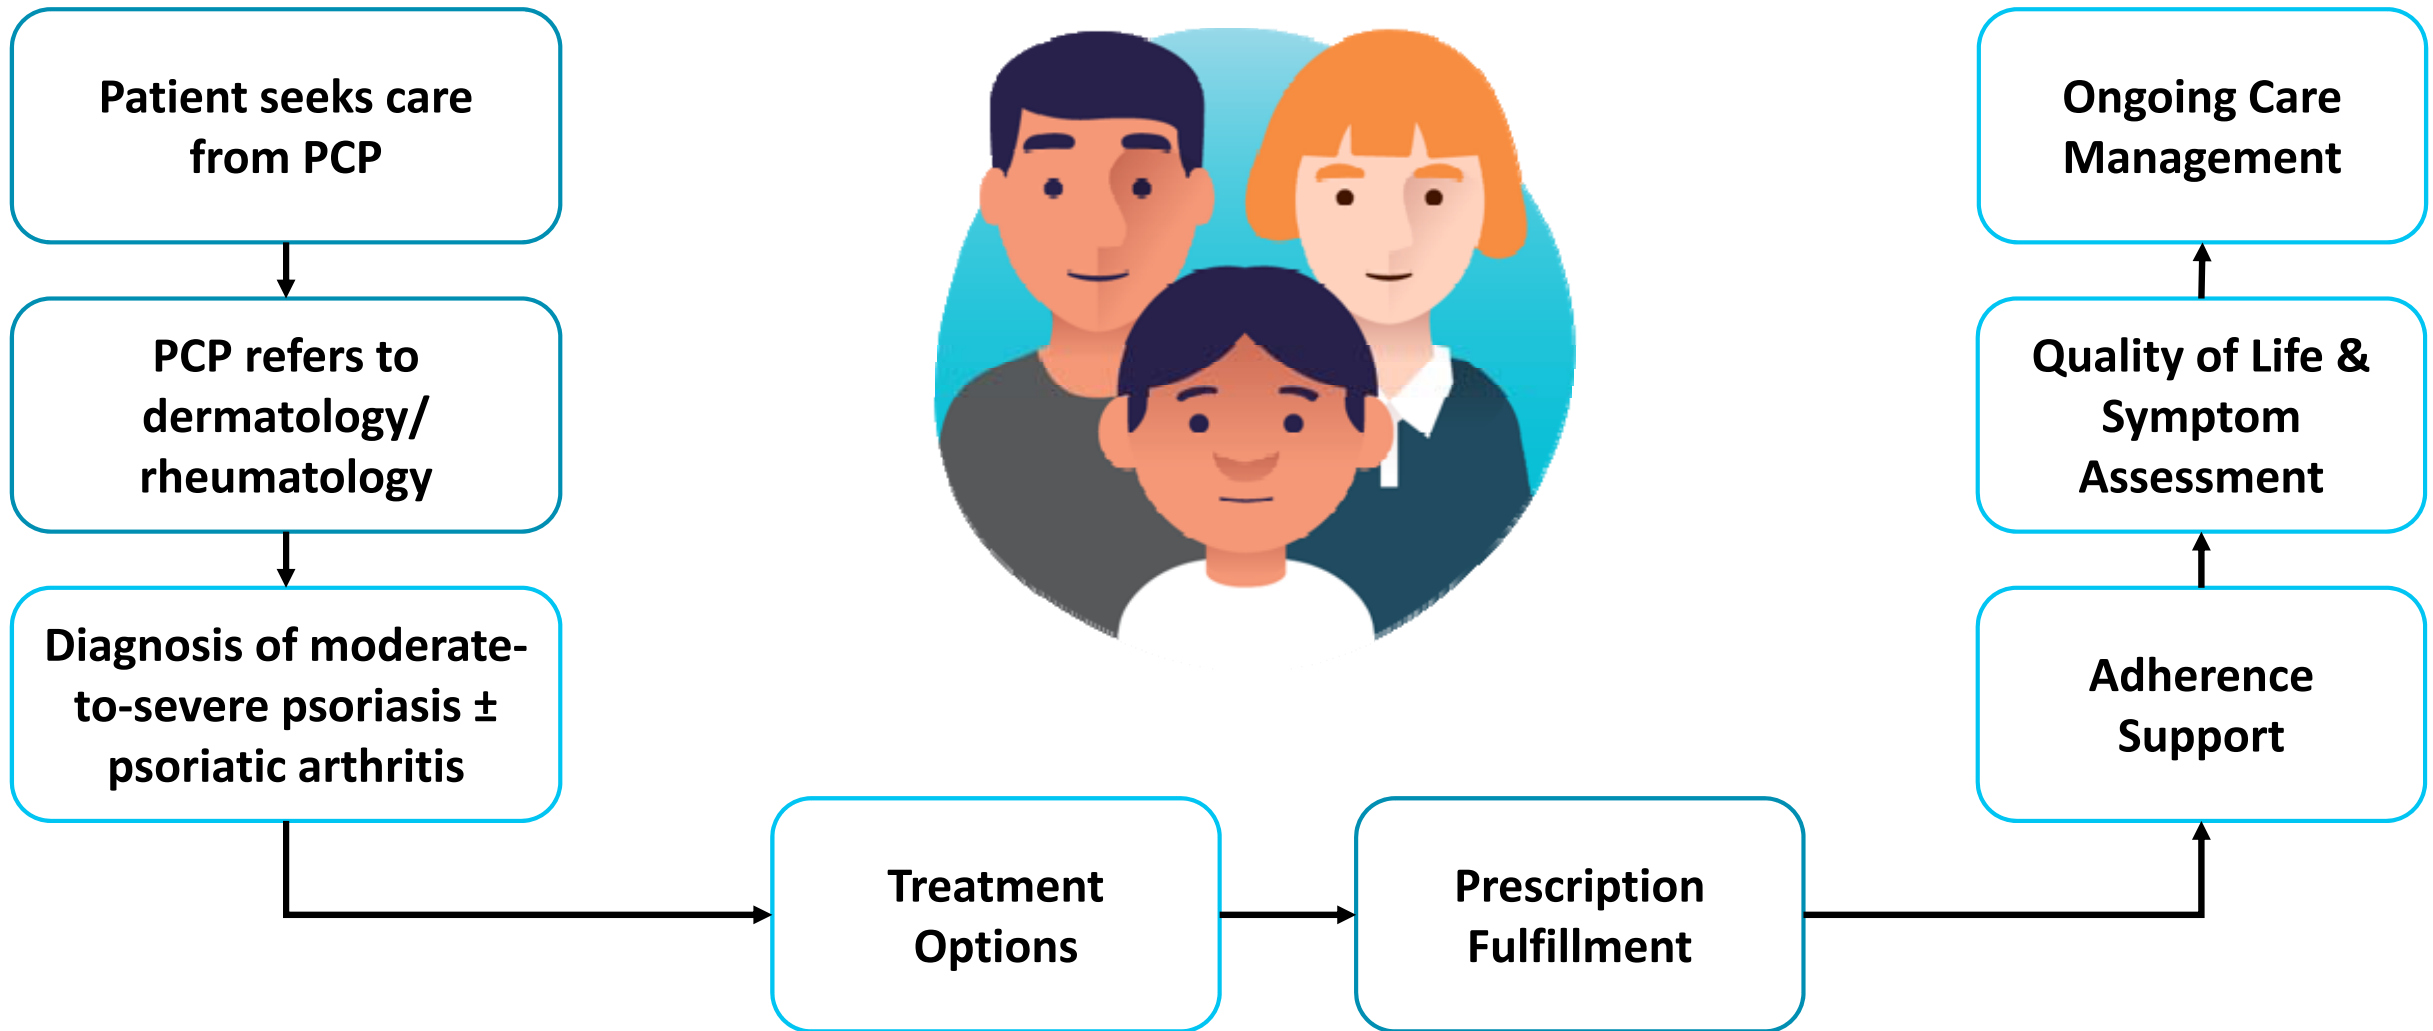 Patient seeks care
from PCP
PCP refers to
dermatology/
rheumatology
Diagnosis of moderate-
to-severe psoriasis ±
psoriatic arthritis
Treatment
Options
Prescription
Fulfillment
Adherence
Support
Quality of Life &
Symptom
Assessment
Ongoing Care
Management